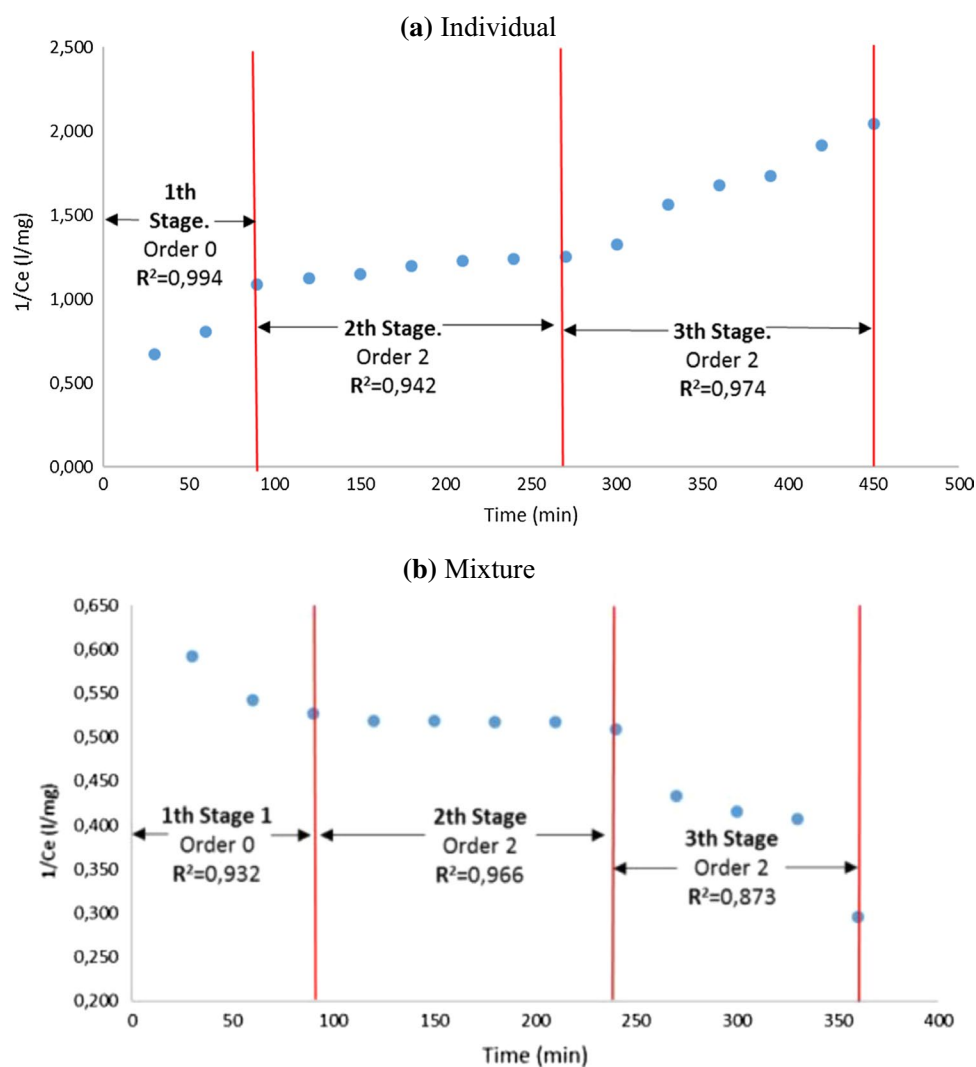 (a) Individual
2,500
2,000
1,500
1,000
0,500
0,000
1/Ce (l/mg)
1th
Stage.
Order 0
R²=0,994
2th Stage.
Order 2
R²=0,942
3th Stage.
Order 2
R²=0,974
0 50 100 150 200 250 300 350 400 450 500
Time (min)
(b) Mixture
0,650
0,600
0,550
0,500
0,450
0,400
0,350
0,300
0,250
0,200
1/Ce (l/mg)
1th Stage 1
Order 0
R²=0,932
2th Stage
Order 2
R²=0,966
3th Stage
Order 2
R²=0,873
0 50 100 150 200 250 300 350 400
Time (min)